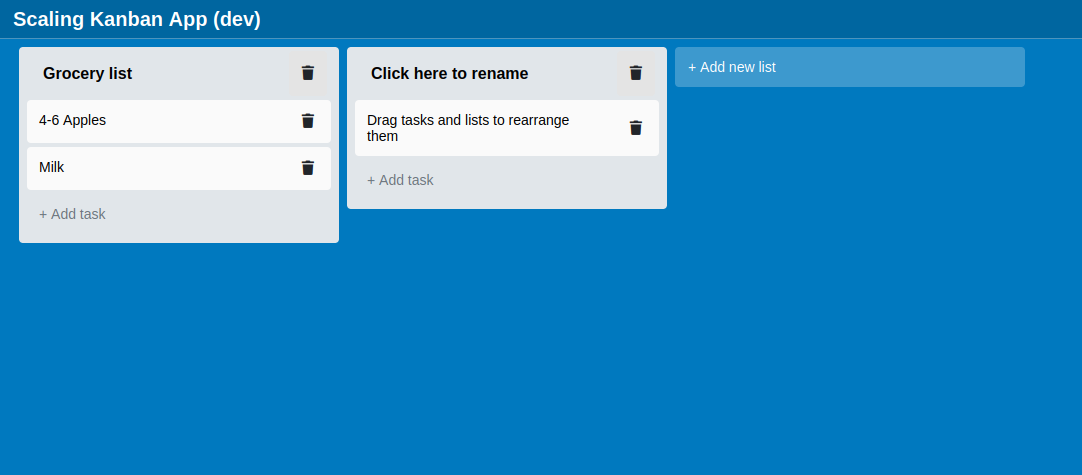 Scaling Kanban App (dev)
Grocery list
4-6 Apples
Milk
+ Add task
Click here to rename
Drag tasks and lists to rearrange
them
+ Add task
+ Add new list